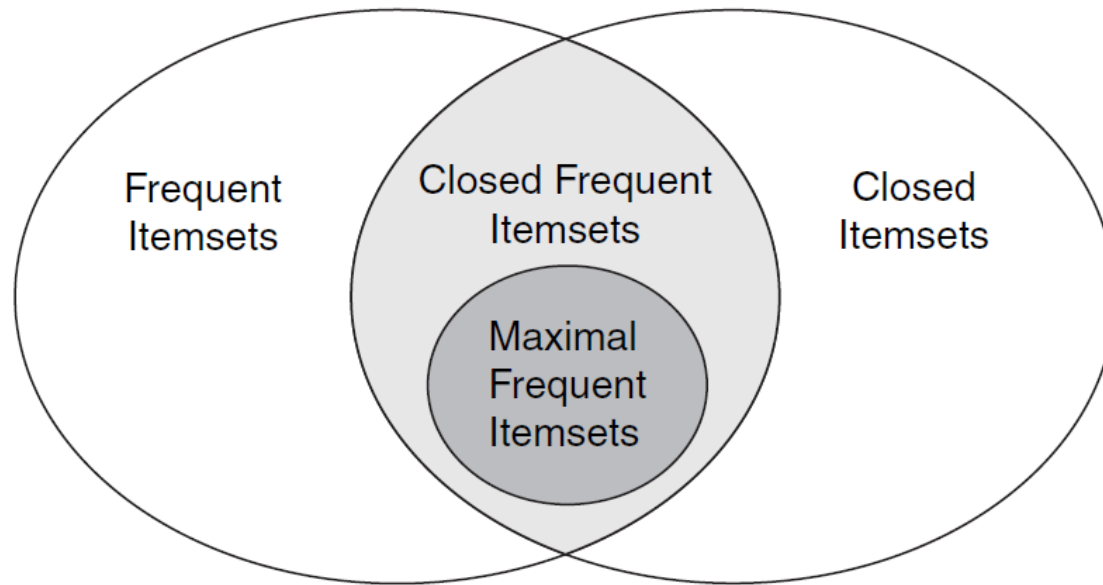 Frequent
Itemsets
Closed Frequent
Itemsets
Closed
Itemsets
Maximal
Frequent
Itemsets